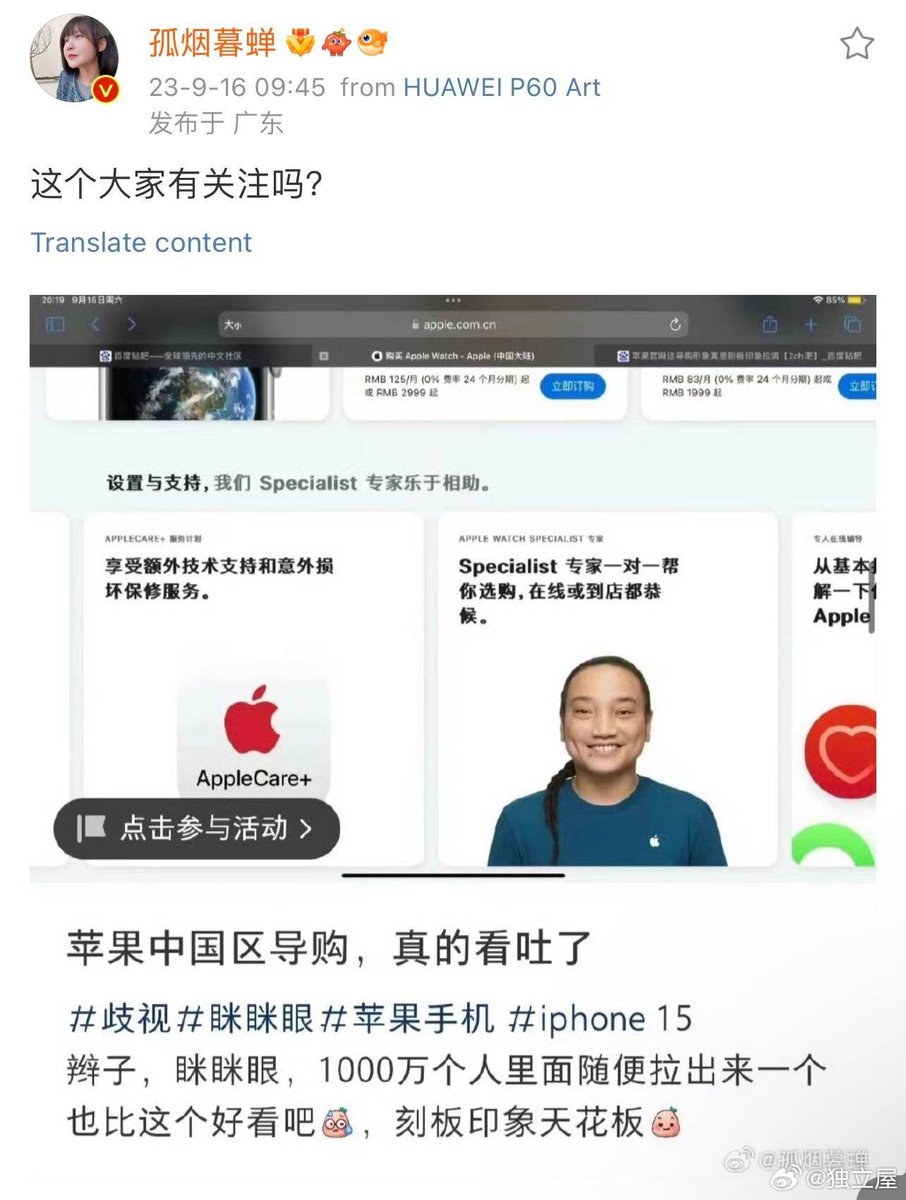 孤烟暮蝉
23-9-16 09:45 from HUAWEI P60 Art
发布于 广东
这个大家有关注吗？
Translate content
20:19 9月16日周六
85%
大小
apple.com.cn
百度贴吧——全球领先的中文社区
购买 Apple Watch - Apple (中国大陆)
苹果官网这导购形象真是刻板印象拉满【2ch吧】_百度贴吧
RMB 125/月 (0% 费率 24 个月分期) 起
或 RMB 2999 起
立即订购
RMB 83/月 (0% 费率 24 个月分期) 起或
RMB 1999 起
立即订
设置与支持，我们 Specialist 专家乐于相助。
APPLECARE+ 服务计划
享受额外技术支持和意外损
坏保修服务。
AppleCare+
APPLE WATCH SPECIALIST 专家
Specialist 专家一对一帮
你选购，在线或到店都恭
候。
专人在线辅导
从基本
解一下
Apple
点击参与活动
苹果中国区导购，真的看吐了
#歧视#眯眯眼#苹果手机 #iphone 15
辫子，眯眯眼，1000万个人里面随便拉出来一个
也比这个好看吧，刻板印象天花板
@孤烟暮蝉
@独立屋